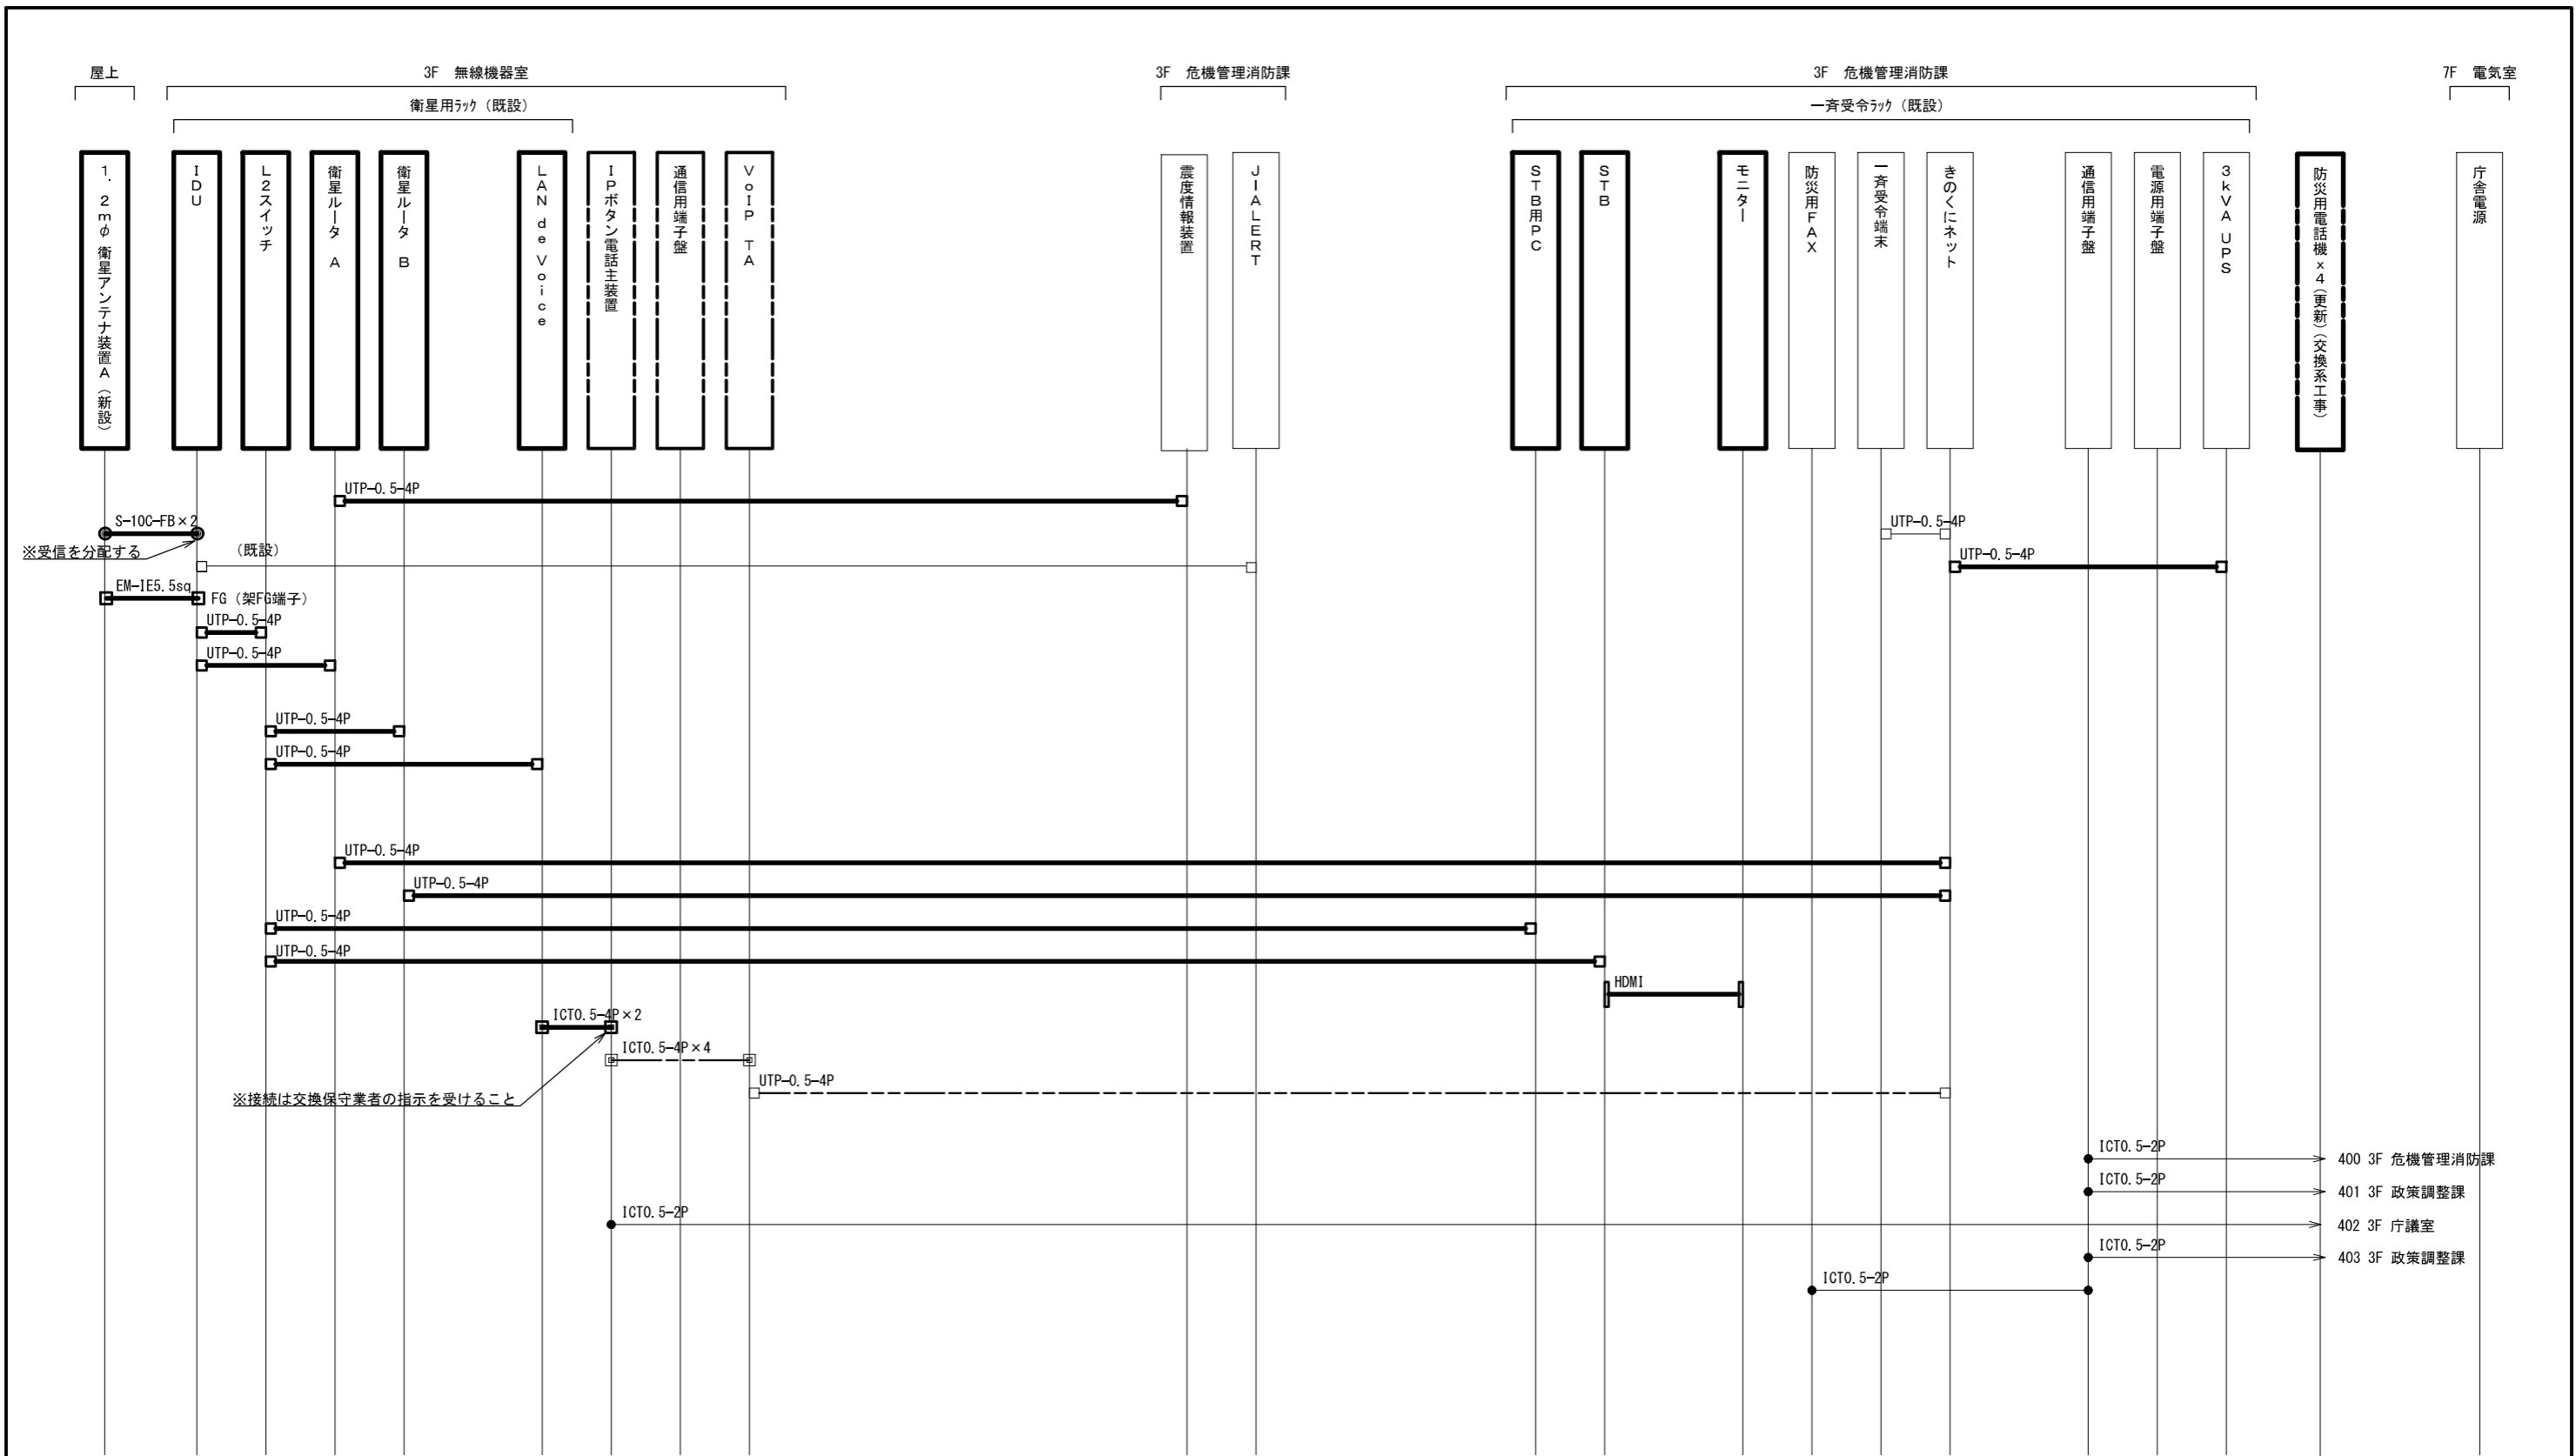 屋上
3F 無線機器室
3F 危機管理消防課
3F 危機管理消防課
7F 電気室
衛星用ﾗｯｸ（既設）
一斉受令ﾗｯｸ（既設）
1．2mφ 衛星アンテナ装置A（新設）
IDU
L2スイッチ
衛星ルータ A
衛星ルータ B
LAN de Voice
IPボタン電話主装置
通信用端子盤
VoIP TA
震度情報装置
JIALERT
STB用PC
STB
モニター
防災用FAX
一斉受令端末
きのくにネット
通信用端子盤
電源用端子盤
3kVA UPS
防災用電話機×4（更新）（交換系工事）
庁舎電源
UTP-0.5-4P
S-10C-FB×2
UTP-0.5-4P
※受信を分配する
（既設）
UTP-0.5-4P
EM-IE5.5sq
FG（架FG端子）
UTP-0.5-4P
UTP-0.5-4P
UTP-0.5-4P
UTP-0.5-4P
UTP-0.5-4P
UTP-0.5-4P
UTP-0.5-4P
UTP-0.5-4P
HDMI
ICT0.5-4P×2
ICT0.5-4P×4
UTP-0.5-4P
※接続は交換保守業者の指示を受けること
ICT0.5-2P
400 3F 危機管理消防課
ICT0.5-2P
401 3F 政策調整課
ICT0.5-2P
402 3F 庁議室
ICT0.5-2P
403 3F 政策調整課
ICT0.5-2P